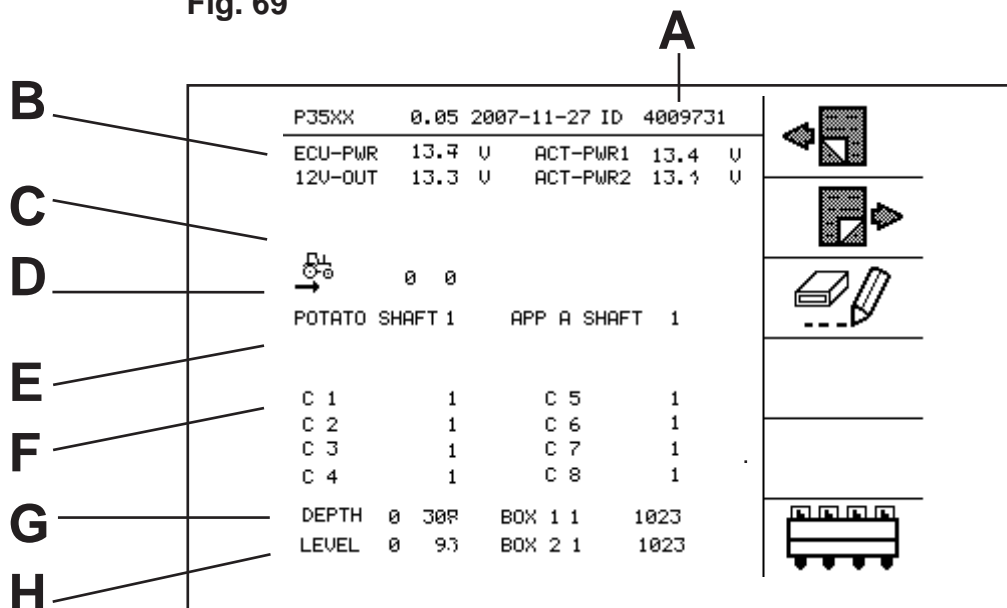 Fig. 69
A
B
P35XX 0.05 2007-11-27 ID 4009731
ECU-PWR V ACT-PWR1 13.4 V
12V-OUT 13.3 V ACT-PWR2 V
C
D
0 0
POTATO SHAFT 1 APP A SHAFT 1
E
F
C 1 1 C 5 1
C 2 1 C 6 1
C 3 1 C 7 1
C 4 1 C 8 1
G
DEPTH 0 BOX 1 1 1023
LEVEL 0 BOX 2 1 1023
H